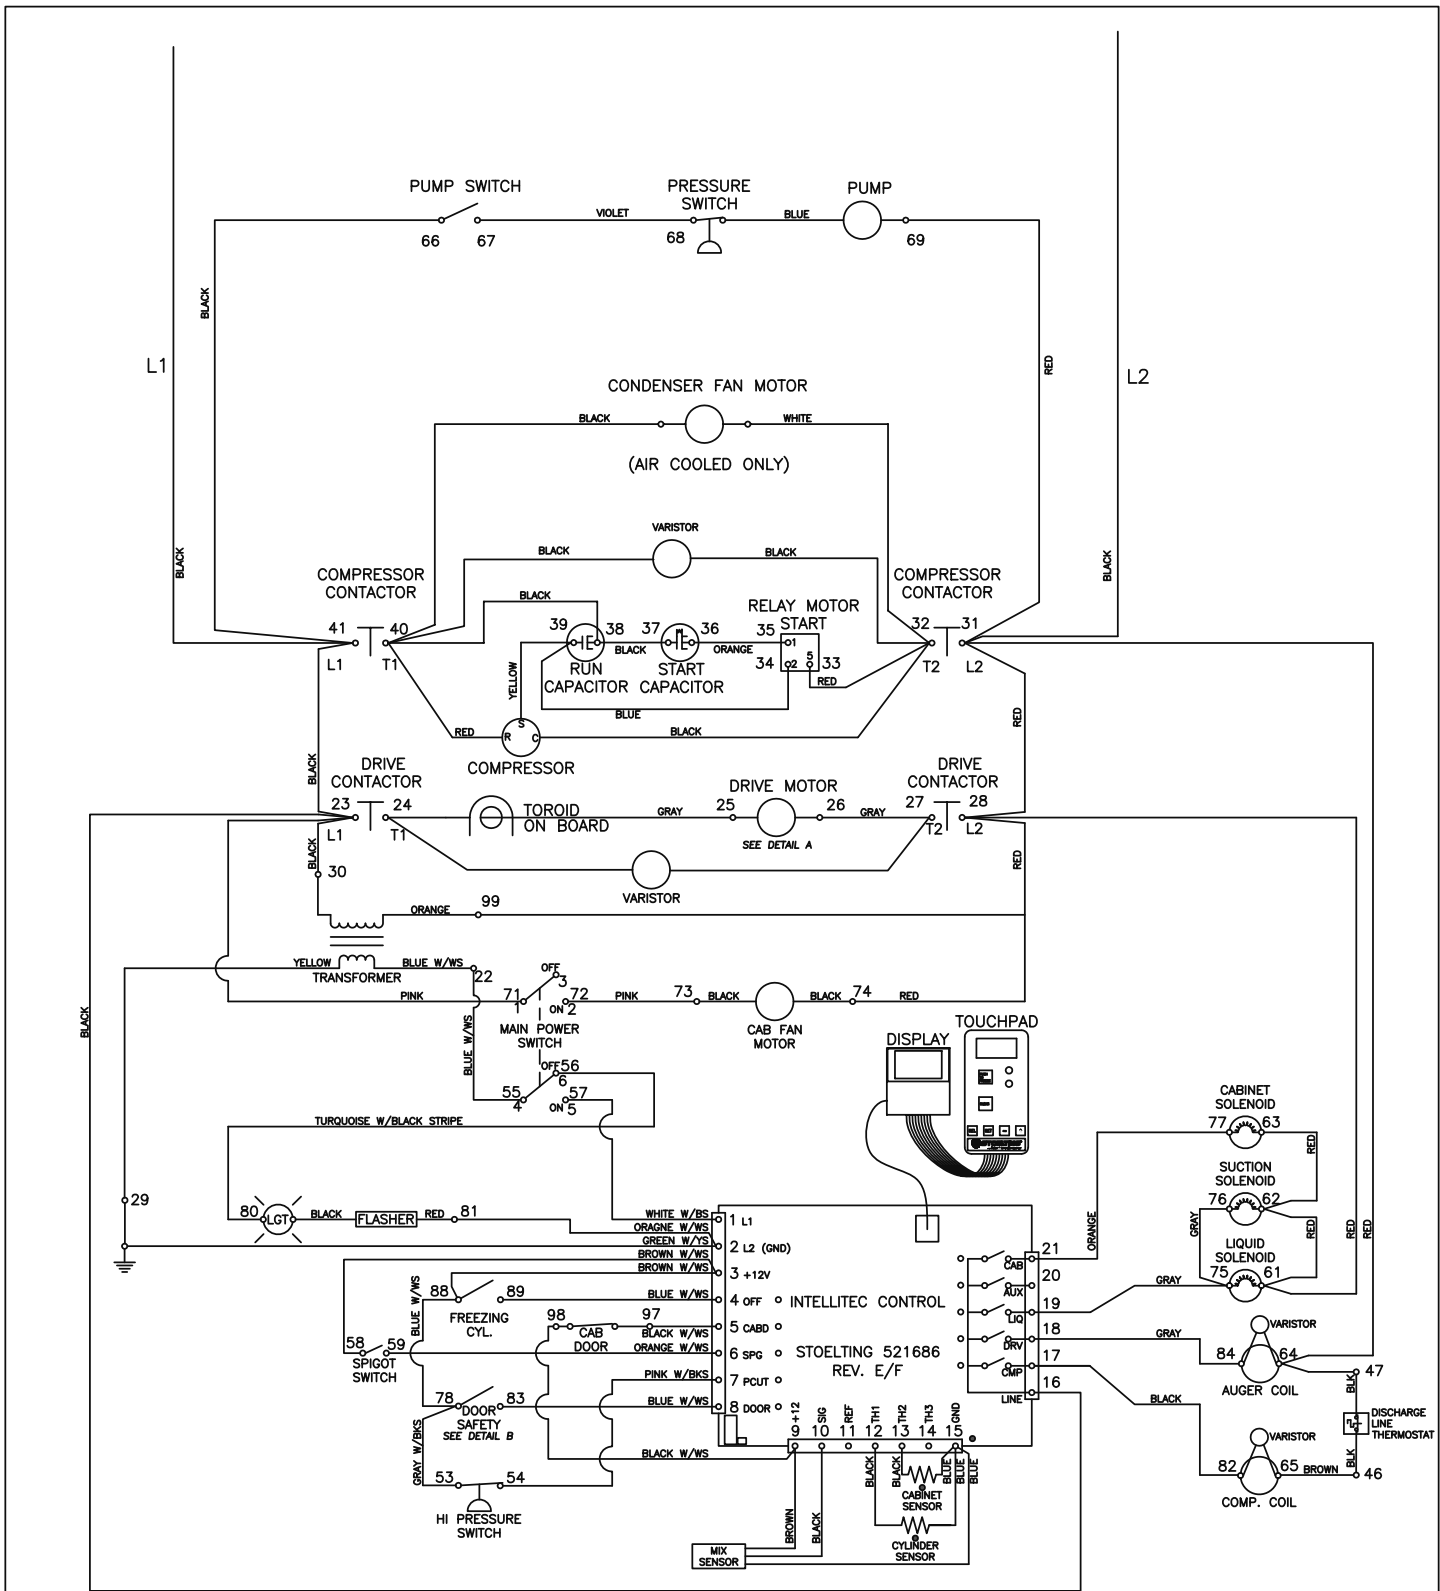 PUMP SWITCH
PRESSURE
SWITCH
PUMP
VIOLET
BLUE
66
67
68
69
BLACK
L1
RED
L2
CONDENSER FAN MOTOR
BLACK
WHITE
(AIR COOLED ONLY)
VARISTOR
BLACK
BLACK
BLACK
BLACK
COMPRESSOR
CONTACTOR
COMPRESSOR
CONTACTOR
BLACK
RELAY MOTOR
START
41
40
39
38
37
36
35
1
32
31
BLACK
ORANGE
L1
T1
RUN
CAPACITOR
START
CAPACITOR
34
2
5
33
T2
L2
YELLOW
RED
BLUE
RED
RED
R
S
C
BLACK
COMPRESSOR
BLACK
DRIVE
CONTACTOR
DRIVE MOTOR
DRIVE
CONTACTOR
23
24
TOROID
ON BOARD
GRAY
25
26
GRAY
27
28
L1
T1
SEE DETAIL A
T2
L2
BLACK
30
VARISTOR
RED
ORANGE
99
YELLOW
BLUE W/WS
TRANSFORMER
22
OFF
3
PINK
71
1
72
ON 2
PINK
73
BLACK
BLACK
74
RED
MAIN POWER
SWITCH
CAB FAN
MOTOR
BLACK
BLUE W/WS
TOUCHPAD
DISPLAY
OFF
56
6
55
4
57
ON 5
TURQUOISE W/BLACK STRIPE
CABINET
SOLENOID
77
63
RED
SUCTION
SOLENOID
76
62
GRAY
RED
RED
RED
LIQUID
SOLENOID
75
61
29
80
LGT
BLACK
FLASHER
RED
81
WHITE W/BS
ORAGNE W/WS
GREEN W/YS
BROWN W/WS
BROWN W/WS
1 L1
2 L2 (GND)
3 +12V
4 OFF
5 CABD
6 SPG
7 PCUT
8 DOOR
INTELLITEC CONTROL
STOELTING 521686
REV. E/F
ORANGE
21
CAB
20
AUX
19
LIQ
18
DRV
17
CMP
16
LINE
GRAY
GRAY
BLACK
BLUE W/WS
88
89
BLUE W/WS
FREEZING
CYL.
98
97
CAB
DOOR
BLACK W/WS
58
59
ORANGE W/WS
SPIGOT
SWITCH
PINK W/BKS
78
83
BLUE W/WS
DOOR
SAFETY
SEE DETAIL B
GRAY W/BKS
BLACK W/WS
53
54
HI PRESSURE
SWITCH
+12
SIG
REF
TH1
TH2
TH3
GND
9
10
11
12
13
14
15
BLACK
BLACK
BLUE
BLUE
BLUE
CABINET
SENSOR
BROWN
BLACK
CYLINDER
SENSOR
MIX
SENSOR
VARISTOR
84
64
AUGER COIL
47
BLK
DISCHARGE
LINE
THERMOSTAT
BLK
VARISTOR
82
65
BROWN
46
COMP. COIL